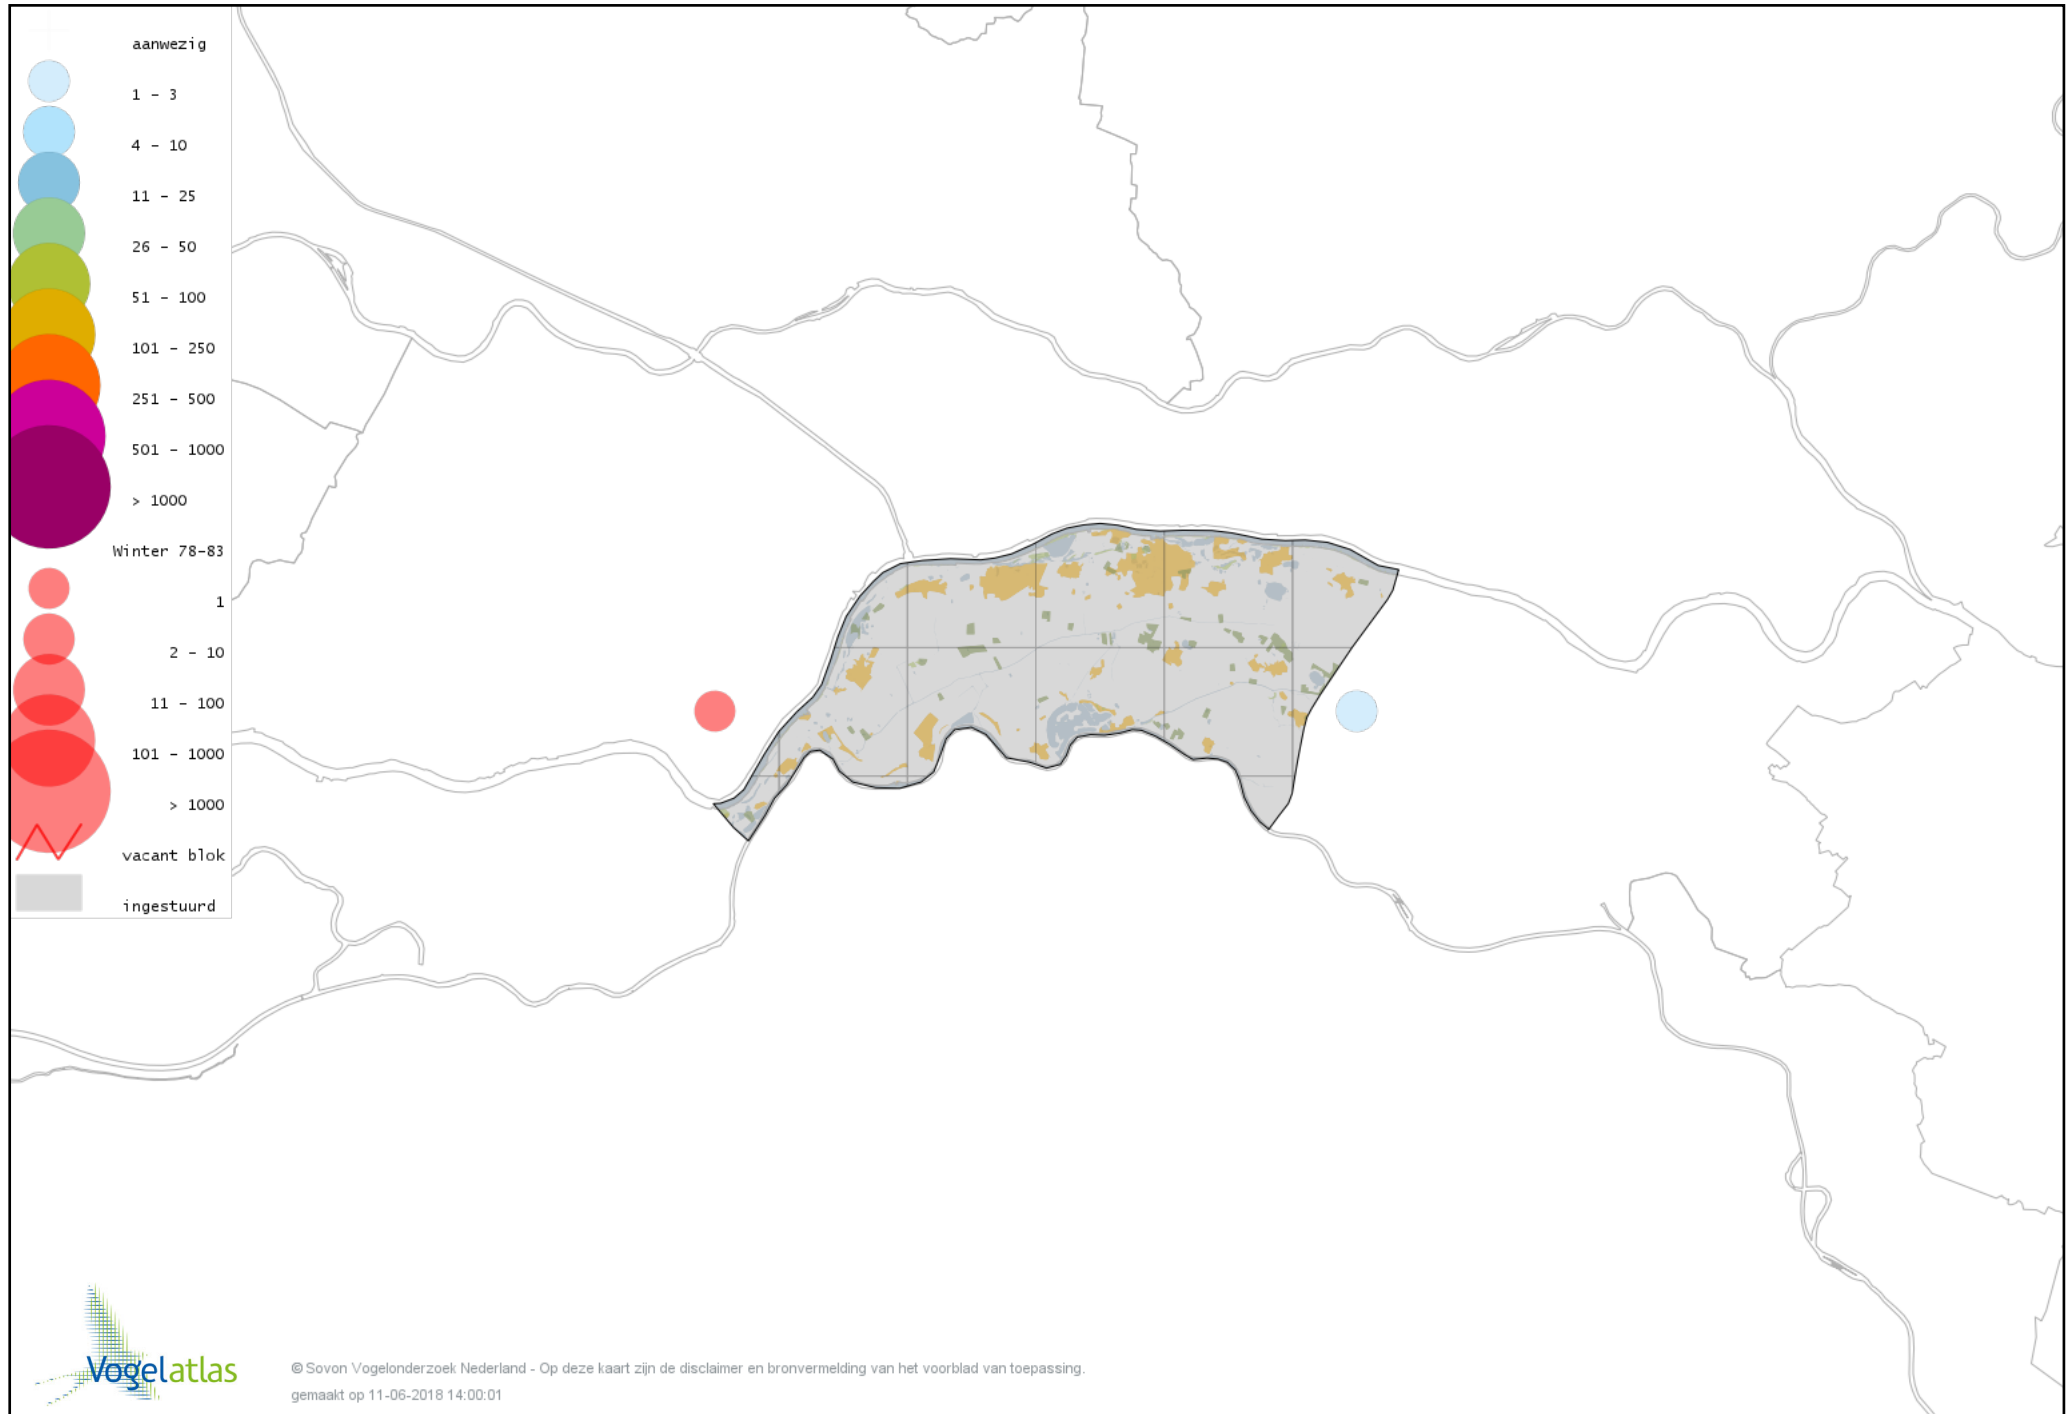 aanwezig
1 - 3
4 - 10
11 - 25
26 - 50
51 - 100
101 - 250
251 - 500
501 - 1000
> 1000
Winter 78-83
1
2 - 10
11 - 100
101 - 1000
> 1000
vacant blok
ingestuurd
Vogelatlas
© Sovon Vogelonderzoek Nederland - Op deze kaart zijn de disclaimer en bronvermelding van het voorblad van toepassing.
gemaakt op 11-06-2018 14:00:01